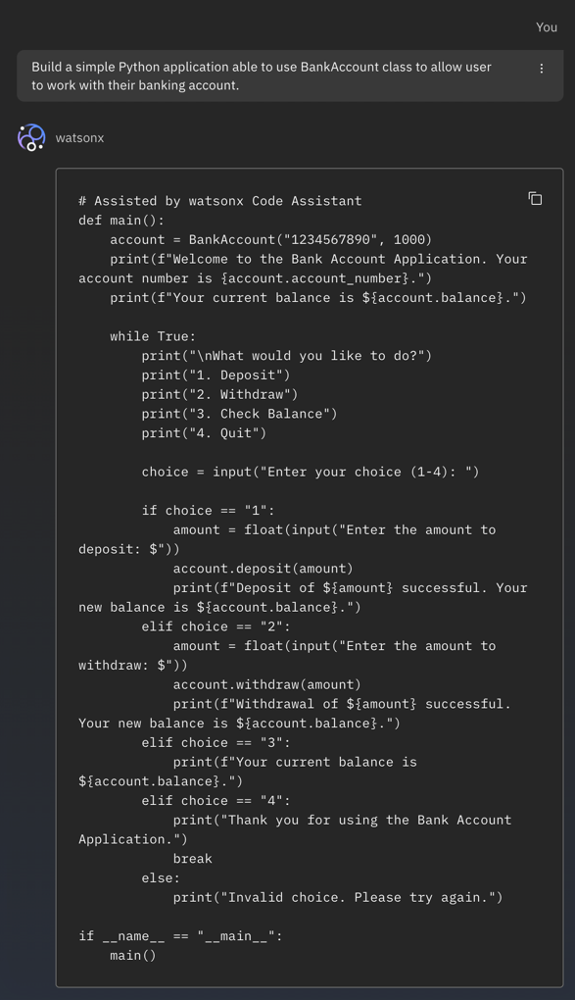 You
Build a simple Python application able to use BankAccount class to allow user
to work with their banking account.
watsonx
# Assisted by watsonx Code Assistant
def main():
    account = BankAccount("1234567890", 1000)
    print(f"Welcome to the Bank Account Application. Your
account number is {account.account_number}.")
    print(f"Your current balance is ${account.balance}.")

    while True:
        print("\nWhat would you like to do?")
        print("1. Deposit")
        print("2. Withdraw")
        print("3. Check Balance")
        print("4. Quit")

        choice = input("Enter your choice (1-4): ")

        if choice == "1":
            amount = float(input("Enter the amount to
deposit: $"))
            account.deposit(amount)
            print(f"Deposit of ${amount} successful. Your
new balance is ${account.balance}.")
        elif choice == "2":
            amount = float(input("Enter the amount to
withdraw: $"))
            account.withdraw(amount)
            print(f"Withdrawal of ${amount} successful.
Your new balance is ${account.balance}.")
        elif choice == "3":
            print(f"Your current balance is
${account.balance}.")
        elif choice == "4":
            print("Thank you for using the Bank Account
Application.")
            break
        else:
            print("Invalid choice. Please try again.")

if __name__ == "__main__":
    main()